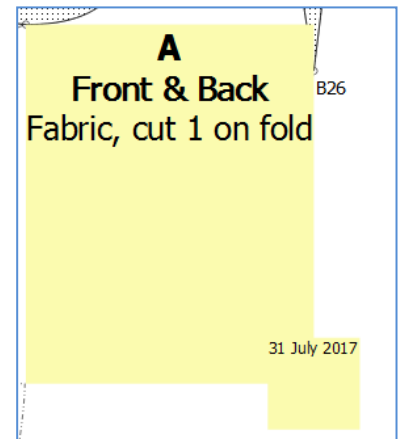 A
Front & Back
B26
Fabric, cut 1 on fold
31 July 2017